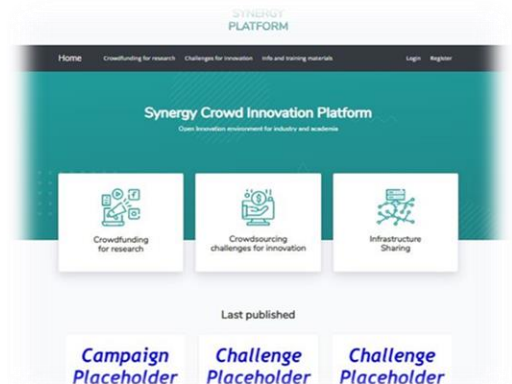 SYNERGY
PLATFORM
Home Crowdfunding for research Challenges for Innovation Info and training materials Login Register
Synergy Crowd Innovation Platform
Open Innovation environment for industry and academia
Crowdfunding
for research
Crowdsourcing
challenges for innovation
Infrastructure
Sharing
Last published
Campaign
Placeholder
Challenge
Placeholder
Challenge
Placeholder